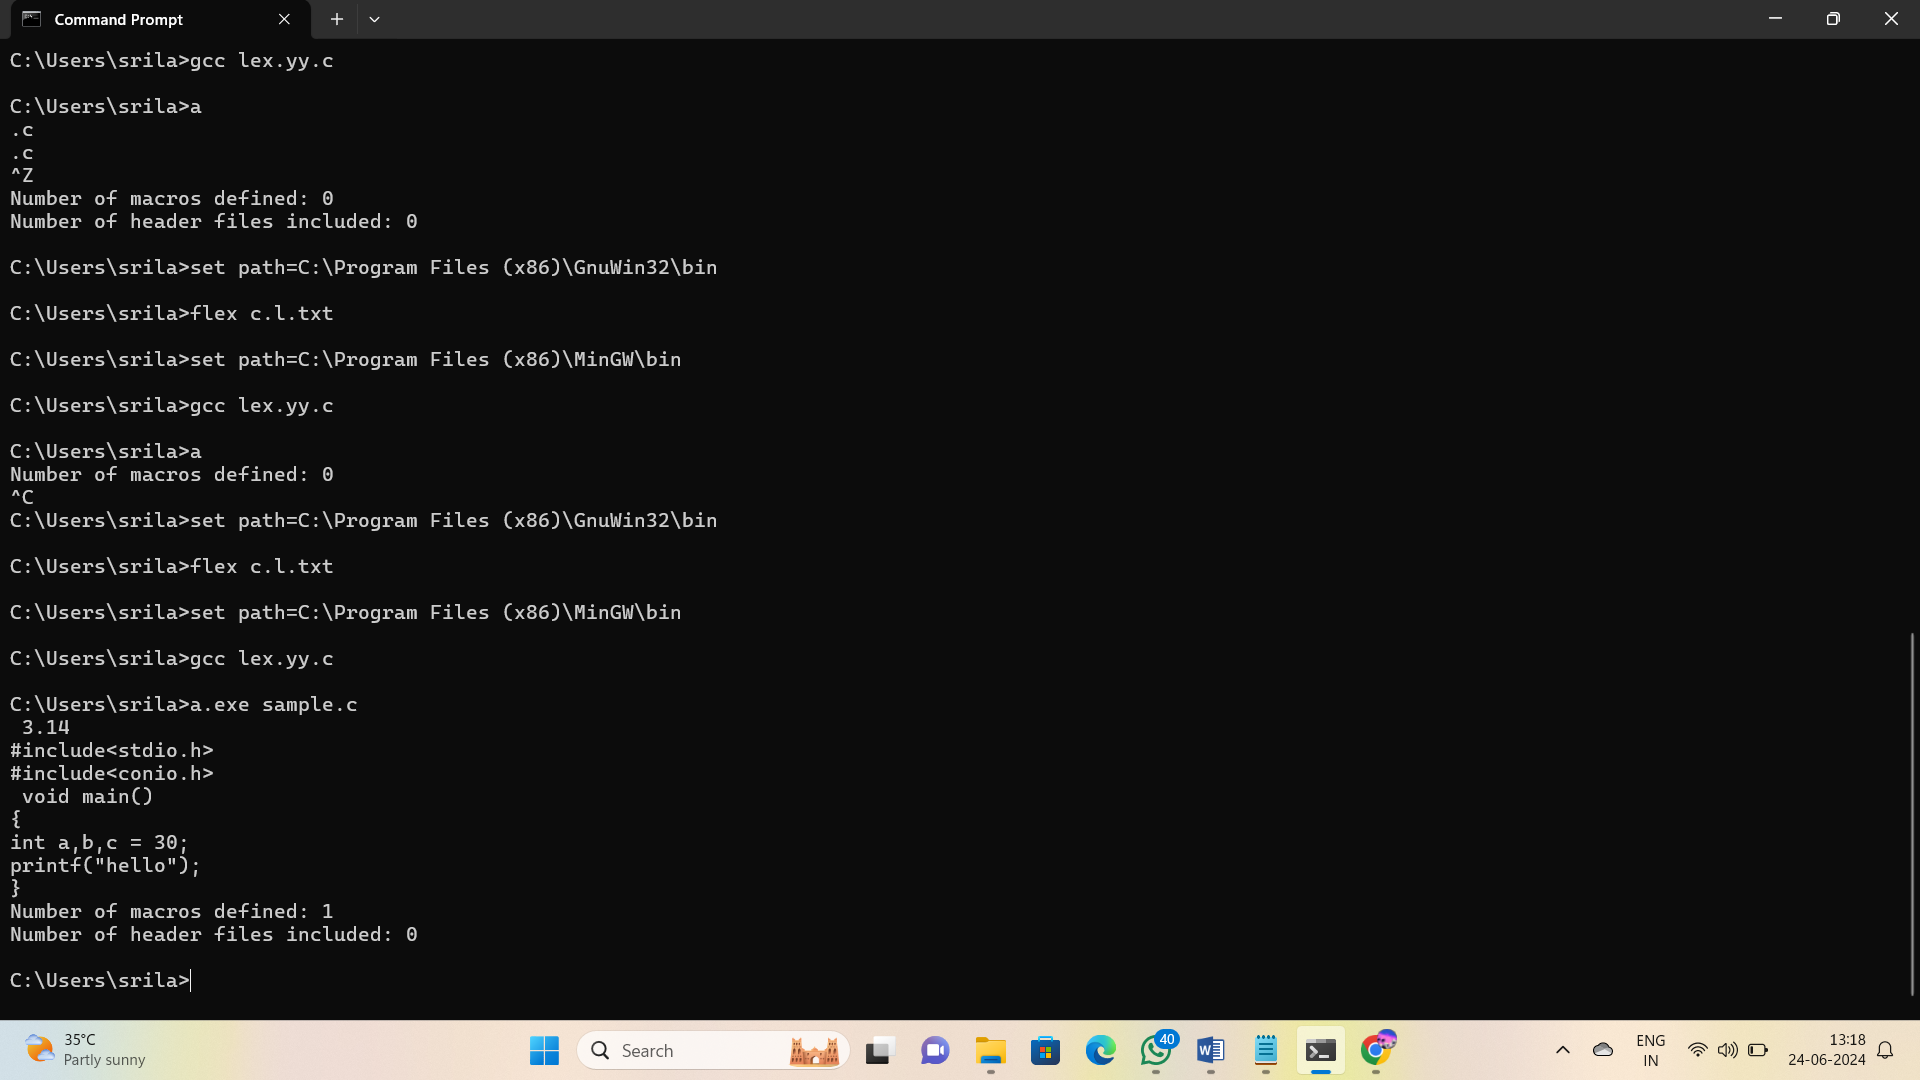 Command Prompt
C:\Users\srila>gcc lex.yy.c
C:\Users\srila>a
.c
.c
^Z
Number of macros defined: 0
Number of header files included: 0
C:\Users\srila>set path=C:\Program Files (x86)\GnuWin32\bin
C:\Users\srila>flex c.l.txt
C:\Users\srila>set path=C:\Program Files (x86)\MinGW\bin
C:\Users\srila>gcc lex.yy.c
C:\Users\srila>a
Number of macros defined: 0
^C
C:\Users\srila>set path=C:\Program Files (x86)\GnuWin32\bin
C:\Users\srila>flex c.l.txt
C:\Users\srila>set path=C:\Program Files (x86)\MinGW\bin
C:\Users\srila>gcc lex.yy.c
C:\Users\srila>a.exe sample.c
 3.14
#include<stdio.h>
#include<conio.h>
 void main()
{
int a,b,c = 30;
printf("hello");
}
Number of macros defined: 1
Number of header files included: 0
C:\Users\srila>
35°C
Partly sunny
Search
40
ENG
IN
13:18
24-06-2024